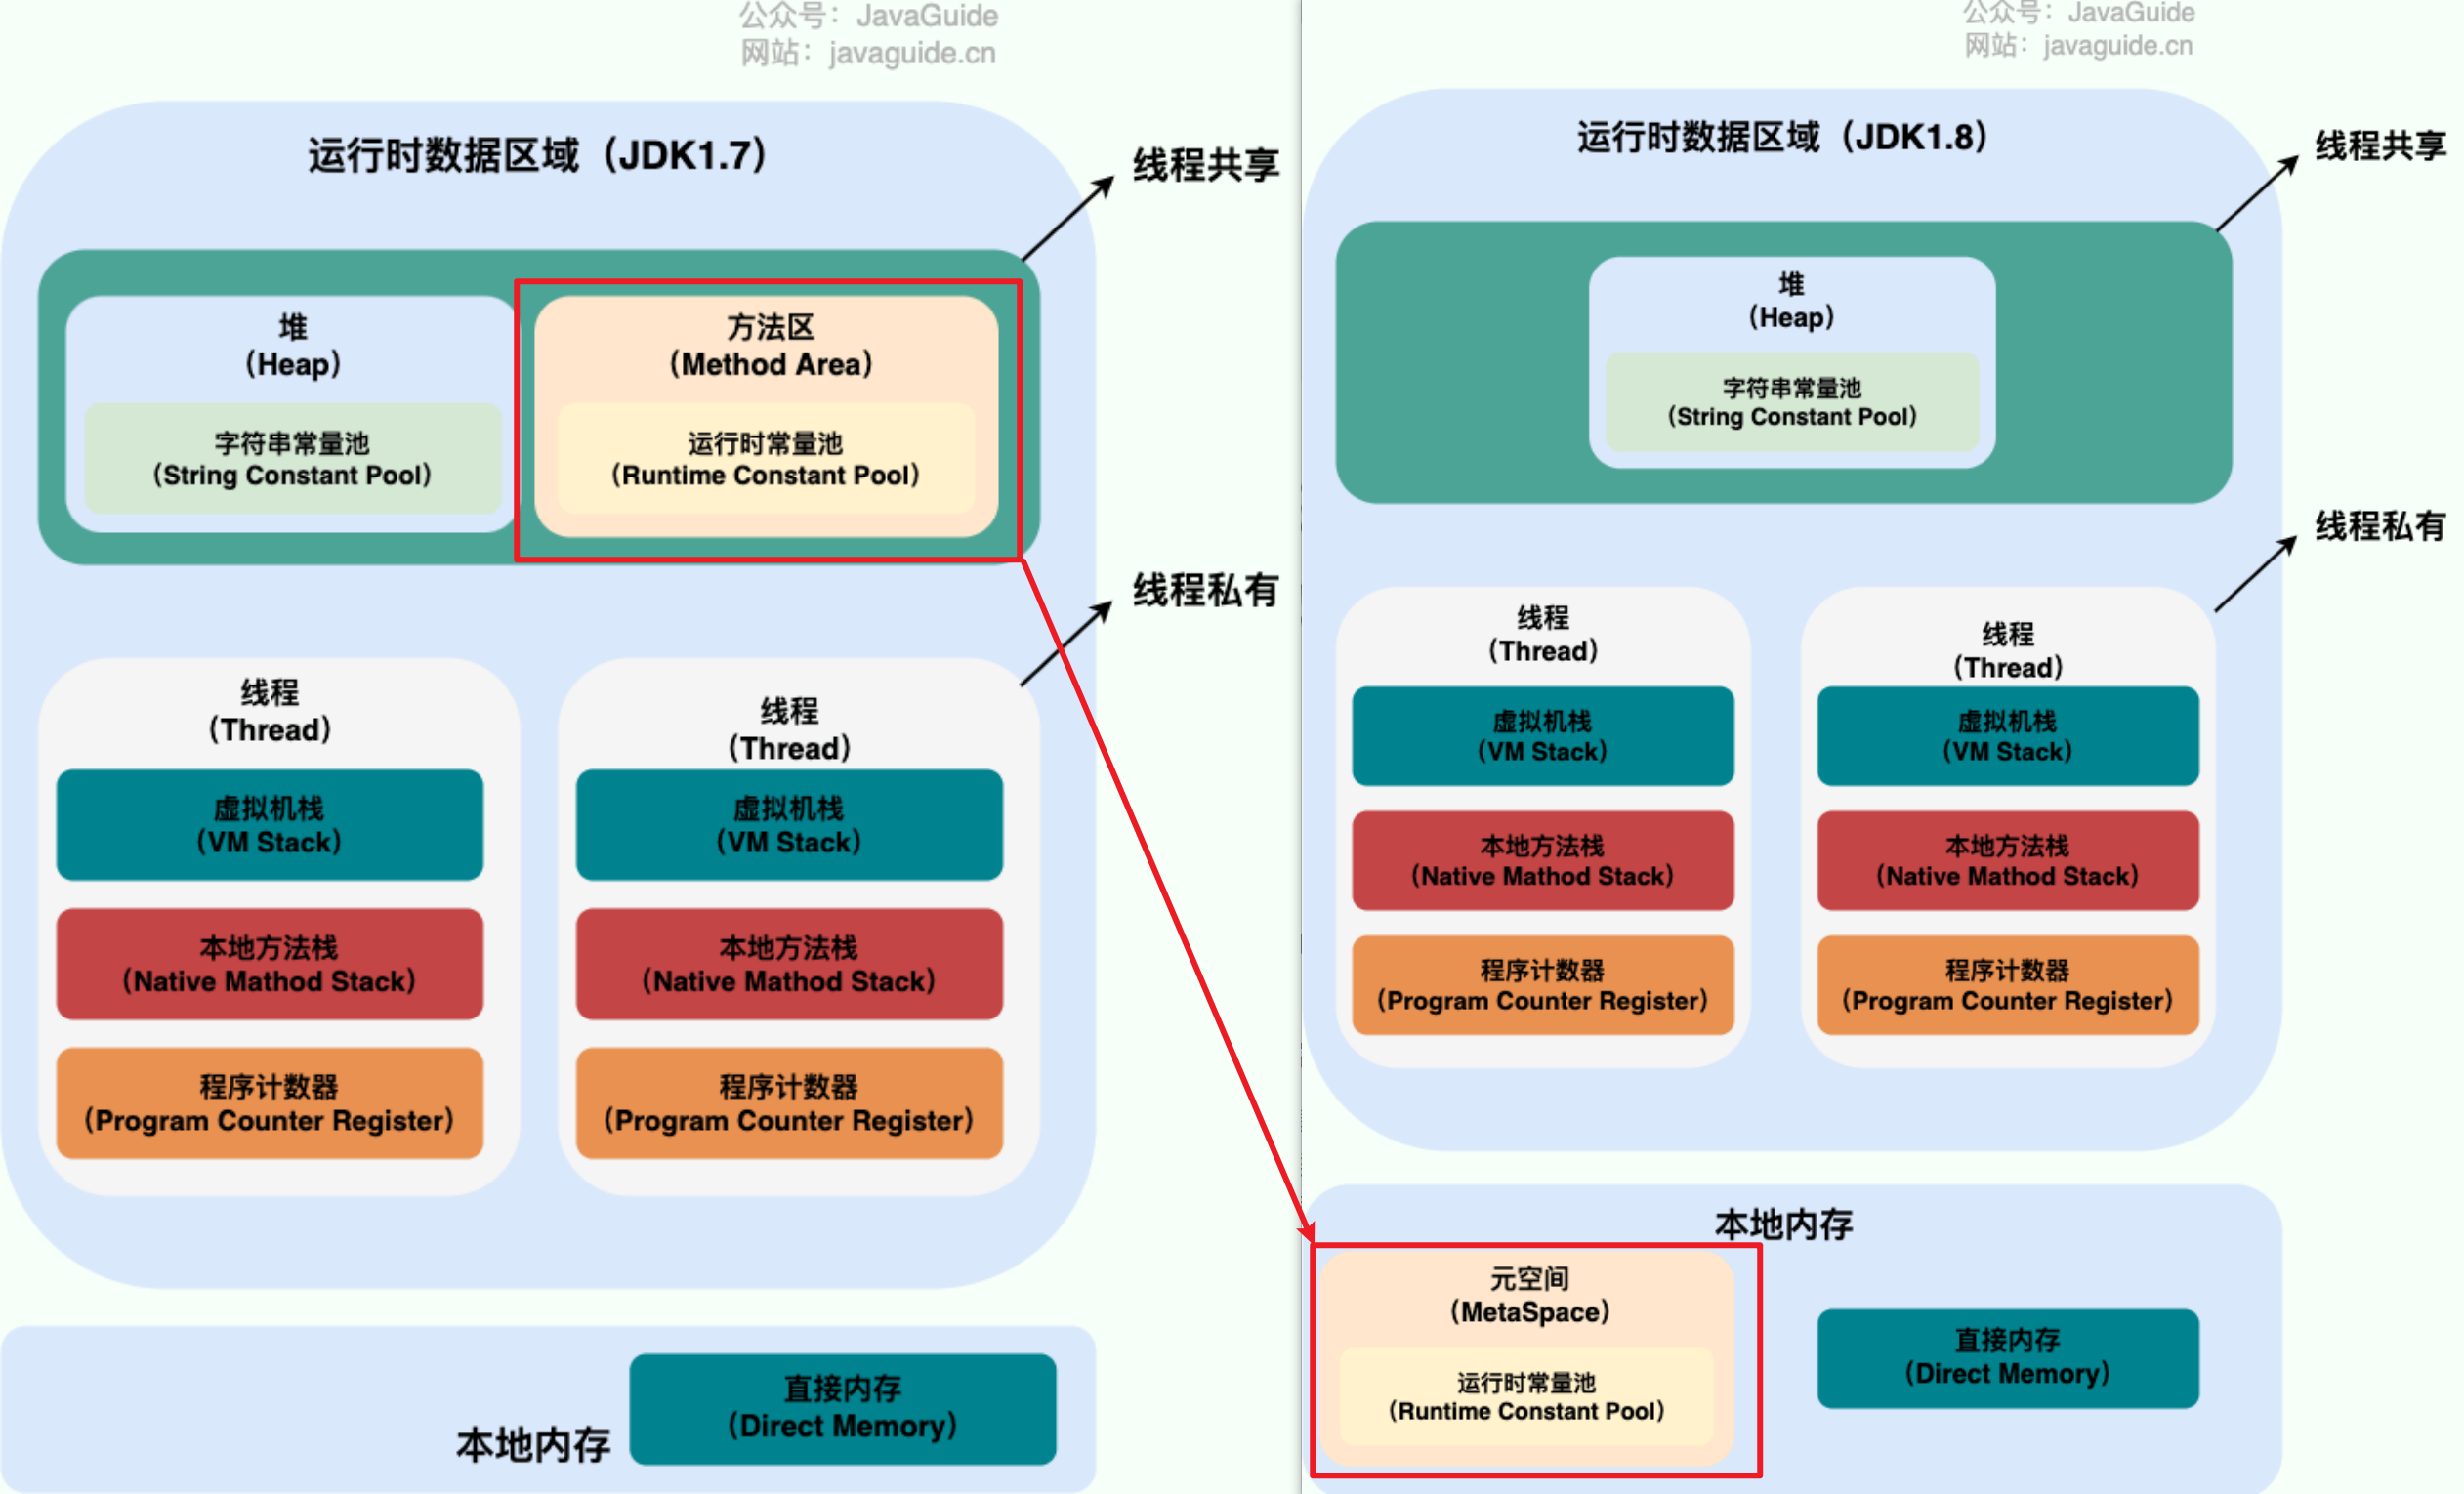 公众号：JavaGuide
网站：javaguide.cn
运行时数据区域（JDK1.7）
线程共享
堆
（Heap）
字符串常量池
（String Constant Pool）
方法区
（Method Area）
运行时常量池
（Runtime Constant Pool）
线程私有
线程
（Thread）
虚拟机栈
（VM Stack）
本地方法栈
（Native Mathod Stack）
程序计数器
（Program Counter Register）
线程
（Thread）
虚拟机栈
（VM Stack）
本地方法栈
（Native Mathod Stack）
程序计数器
（Program Counter Register）
本地内存
直接内存
（Direct Memory）
公众号：JavaGuide
网站：javaguide.cn
运行时数据区域（JDK1.8）
线程共享
堆
（Heap）
字符串常量池
（String Constant Pool）
线程私有
线程
（Thread）
虚拟机栈
（VM Stack）
本地方法栈
（Native Mathod Stack）
程序计数器
（Program Counter Register）
线程
（Thread）
虚拟机栈
（VM Stack）
本地方法栈
（Native Mathod Stack）
程序计数器
（Program Counter Register）
本地内存
元空间
（MetaSpace）
运行时常量池
（Runtime Constant Pool）
直接内存
（Direct Memory）